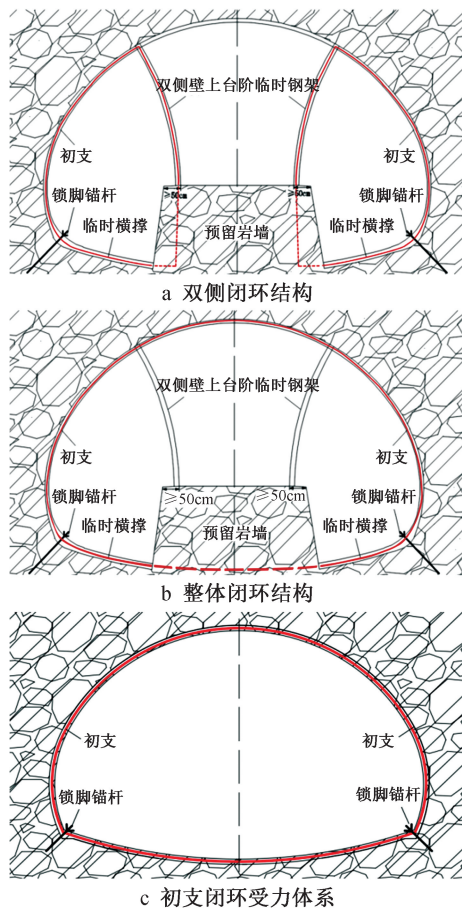 双侧壁上台阶临时钢架
初支
初支
锁脚锚杆
锁脚锚杆
≥50cm
≥50cm
临时横撑
临时横撑
预留岩墙
a 双侧闭环结构
双侧壁上台阶临时钢架
初支
初支
锁脚锚杆
锁脚锚杆
≥50cm
≥50cm
临时横撑
临时横撑
预留岩墙
b 整体闭环结构
初支
初支
锁脚锚杆
锁脚锚杆
c 初支闭环受力体系